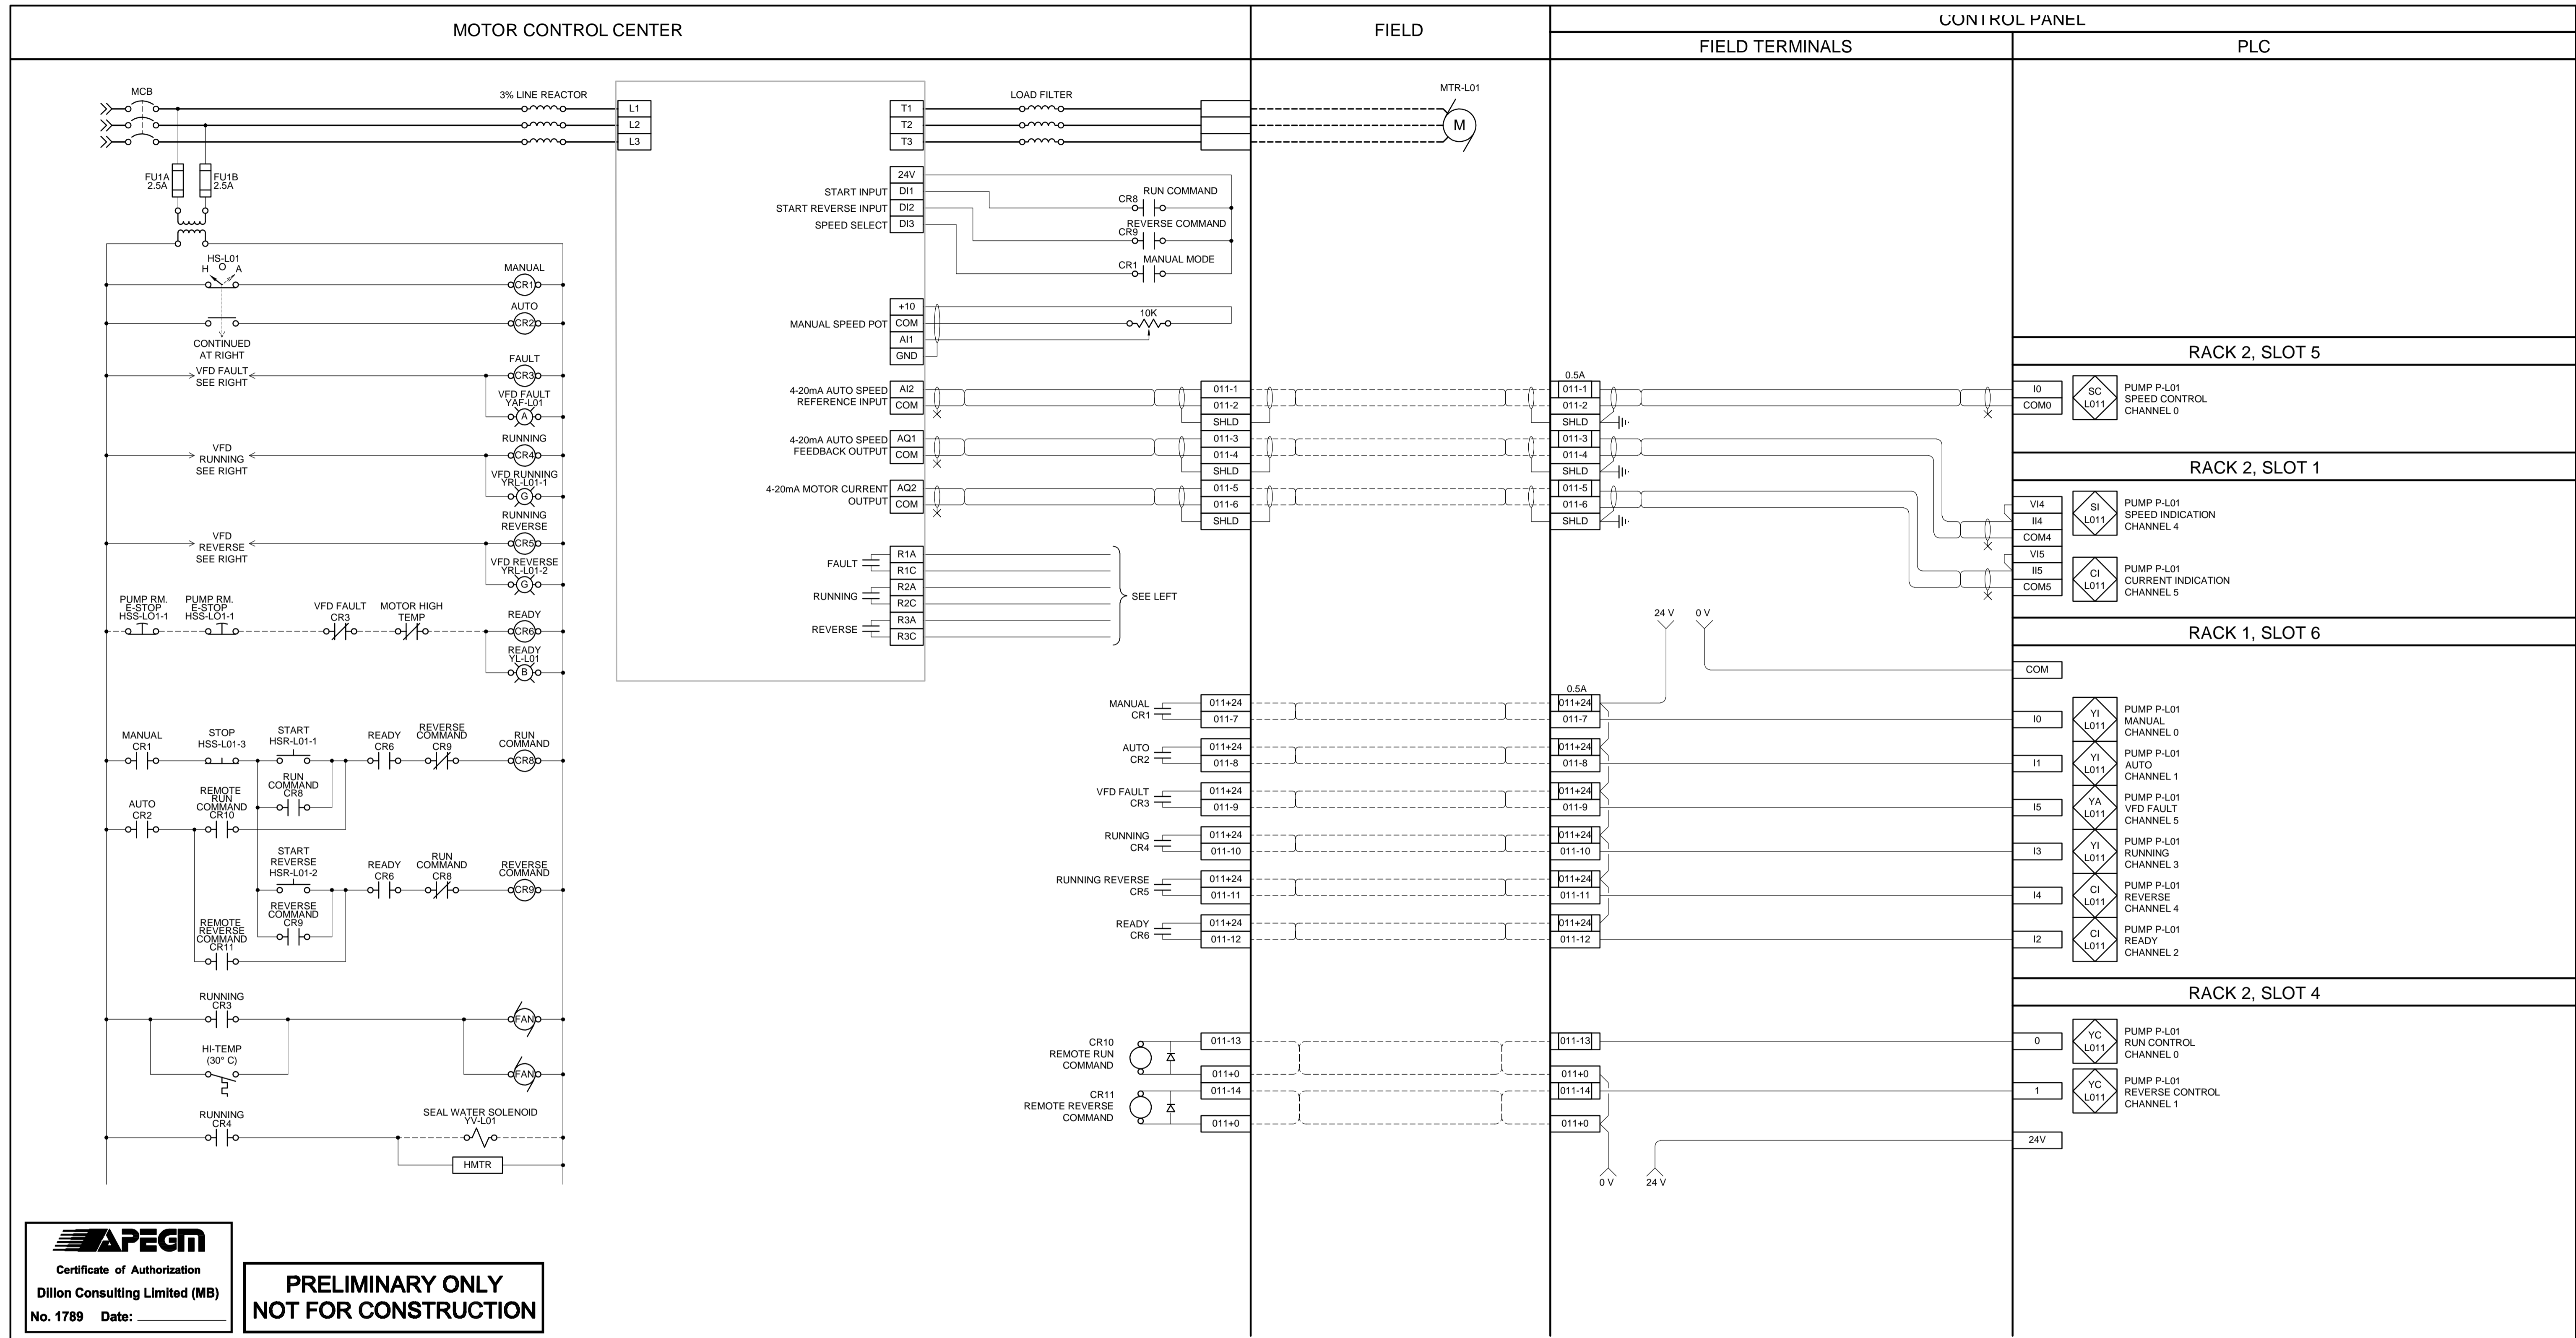 MOTOR CONTROL CENTER
FIELD
CONTROL PANEL
FIELD TERMINALS
PLC
MCB
3% LINE REACTOR
L1
L2
L3
FU1A
2.5A
FU1B
2.5A
HS-L01
H O A
MANUAL
CR1
AUTO
CR2
CONTINUED
AT RIGHT
VFD FAULT
SEE RIGHT
FAULT
CR3
VFD FAULT
YAF-L01
A
VFD
RUNNING
SEE RIGHT
RUNNING
CR4
VFD RUNNING
YRL-L01-1
G
VFD
REVERSE
SEE RIGHT
RUNNING
REVERSE
CR5
VFD REVERSE
YRL-L01-2
G
PUMP RM.
E-STOP
HSS-LO1-1
PUMP RM.
E-STOP
HSS-LO1-1
VFD FAULT
CR3
MOTOR HIGH
TEMP
READY
CR6
READY
YL-L01
B
MANUAL
CR1
STOP
HSS-L01-3
START
HSR-L01-1
READY
CR6
REVERSE
COMMAND
CR9
RUN
COMMAND
CR8
RUN
COMMAND
CR8
AUTO
CR2
REMOTE
RUN
COMMAND
CR10
START
REVERSE
HSR-L01-2
READY
CR6
RUN
COMMAND
CR8
REVERSE
COMMAND
CR9
REVERSE
COMMAND
CR9
REMOTE
REVERSE
COMMAND
CR11
RUNNING
CR3
FAN
HI-TEMP
(30° C)
FAN
RUNNING
CR4
SEAL WATER SOLENOID
YV-L01
HMTR
T1
T2
T3
LOAD FILTER
MTR-L01
M
24V
START INPUT
DI1
START REVERSE INPUT
DI2
SPEED SELECT
DI3
RUN COMMAND
CR8
REVERSE COMMAND
CR9
MANUAL MODE
CR1
MANUAL SPEED POT
+10
COM
AI1
GND
10K
4-20mA AUTO SPEED
REFERENCE INPUT
AI2
COM
4-20mA AUTO SPEED
FEEDBACK OUTPUT
AQ1
COM
4-20mA MOTOR CURRENT
OUTPUT
AQ2
COM
011-1
011-2
SHLD
011-3
011-4
SHLD
011-5
011-6
SHLD
FAULT
R1A
R1C
RUNNING
R2A
R2C
REVERSE
R3A
R3C
SEE LEFT
MANUAL
CR1
011+24
011-7
AUTO
CR2
011+24
011-8
VFD FAULT
CR3
011+24
011-9
RUNNING
CR4
011+24
011-10
RUNNING REVERSE
CR5
011+24
011-11
READY
CR6
011+24
011-12
CR10
REMOTE RUN
COMMAND
011-13
011+0
CR11
REMOTE REVERSE
COMMAND
011-14
011+0
0.5A
011-1
011-2
SHLD
011-3
011-4
SHLD
011-5
011-6
SHLD
24 V
0 V
0.5A
011+24
011-7
011+24
011-8
011+24
011-9
011+24
011-10
011+24
011-11
011+24
011-12
011-13
011+0
011-14
011+0
0 V
24 V
RACK 2, SLOT 5
I0
COM0
SC
L011
PUMP P-L01
SPEED CONTROL
CHANNEL 0
RACK 2, SLOT 1
VI4
II4
COM4
VI5
II5
COM5
SI
L011
PUMP P-L01
SPEED INDICATION
CHANNEL 4
CI
L011
PUMP P-L01
CURRENT INDICATION
CHANNEL 5
RACK 1, SLOT 6
COM
I0
YI
L011
PUMP P-L01
MANUAL
CHANNEL 0
I1
YI
L011
PUMP P-L01
AUTO
CHANNEL 1
I5
YA
L011
PUMP P-L01
VFD FAULT
CHANNEL 5
I3
YI
L011
PUMP P-L01
RUNNING
CHANNEL 3
I4
CI
L011
PUMP P-L01
REVERSE
CHANNEL 4
I2
CI
L011
PUMP P-L01
READY
CHANNEL 2
RACK 2, SLOT 4
0
YC
L011
PUMP P-L01
RUN CONTROL
CHANNEL 0
1
YC
L011
PUMP P-L01
REVERSE CONTROL
CHANNEL 1
24V
APEGM
Certificate of Authorization
Dillon Consulting Limited (MB)
No. 1789 Date:
PRELIMINARY ONLY
NOT FOR CONSTRUCTION